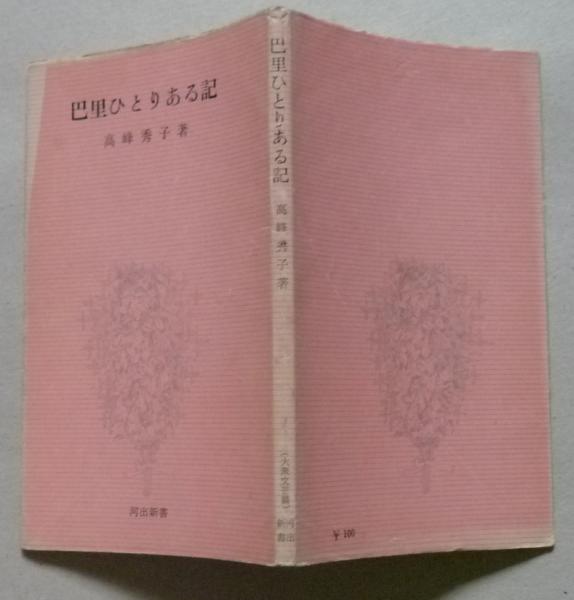 巴里ひとりある記
高峰秀子著
河出新書
巴里ひとりある記
高峰秀子著
河出
新書
¥100